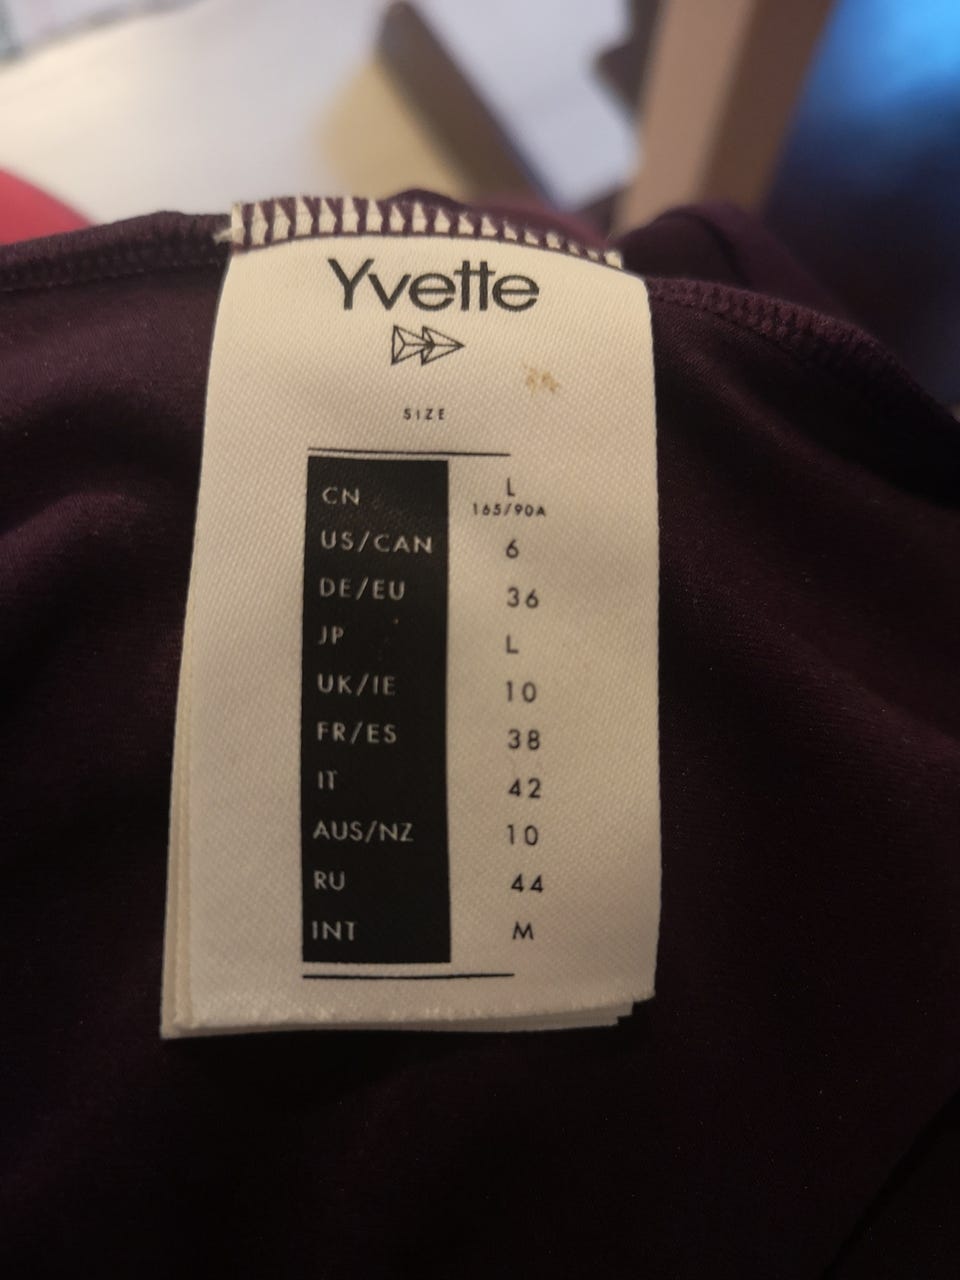 Yvette
SIZE
CN L
165/90A
US/CAN 6
DE/EU 36
JP L
UK/IE 10
FR/ES 38
IT 42
AUS/NZ 10
RU 44
INT M